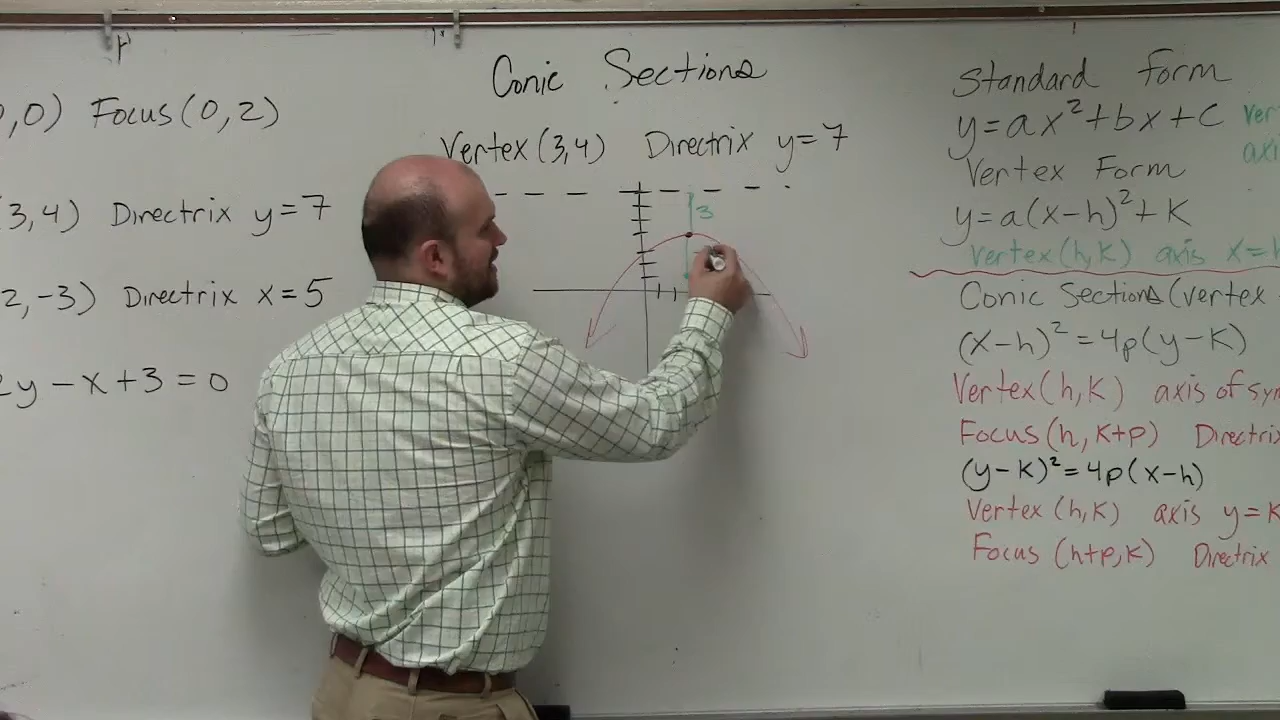 Conic Sections
,0) Focus (0,2)
3,4) Directrix y=7
2,-3) Directrix x=5
2y-x+3=0
Vertex (3,4) Directrix y=7
3
Standard form
y=ax²+bx+c
Vertex Form
y=a(x-h)²+K
vertex (h,K) axis x=h
Conic Sections (vertex
(x-h)²=4p(y-K)
Vertex (h,K) axis of sym
Focus (h,K+p) Directrix
(y-K)²=4p(x-h)
Vertex (h,K) axis y=K
Focus (h+p,K) Directrix